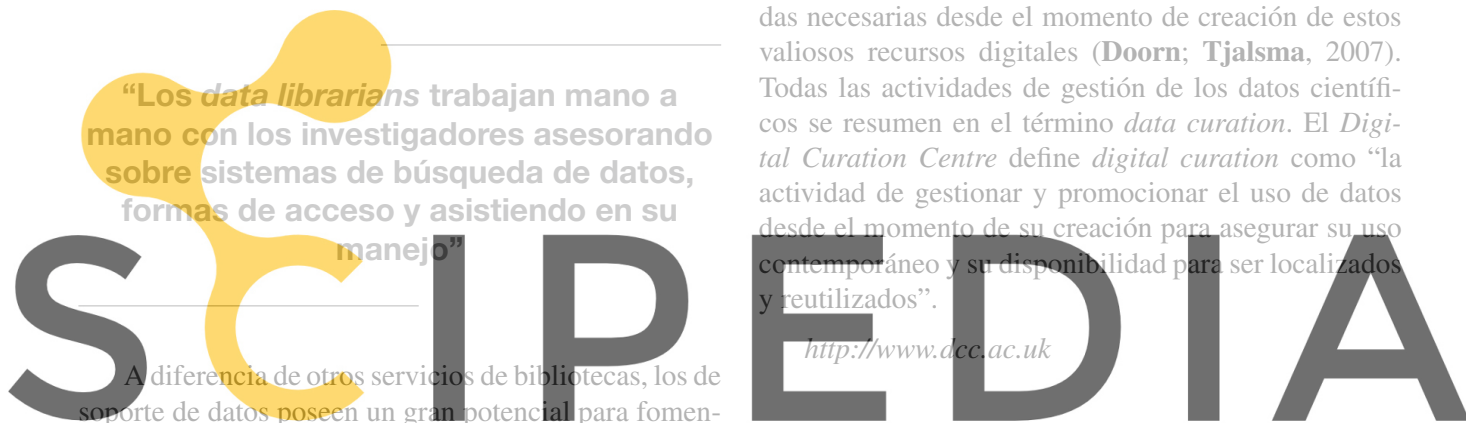 “Los data librarians trabajan mano a
mano con los investigadores asesorando
sobre sistemas de búsqueda de datos,
formas de acceso y asistiendo en su
manejo”
A diferencia de otros servicios de bibliotecas, los de
soporte de datos poseen un gran potencial para fomen-
das necesarias desde el momento de creación de estos
valiosos recursos digitales (Doorn; Tjalsma, 2007).
Todas las actividades de gestión de los datos científi-
cos se resumen en el término data curation. El Digi-
tal Curation Centre define digital curation como “la
actividad de gestionar y promocionar el uso de datos
desde el momento de su creación para asegurar su uso
contemporáneo y su disponibilidad para ser localizados
y reutilizados”.
http://www.dcc.ac.uk
SCIPEDIA